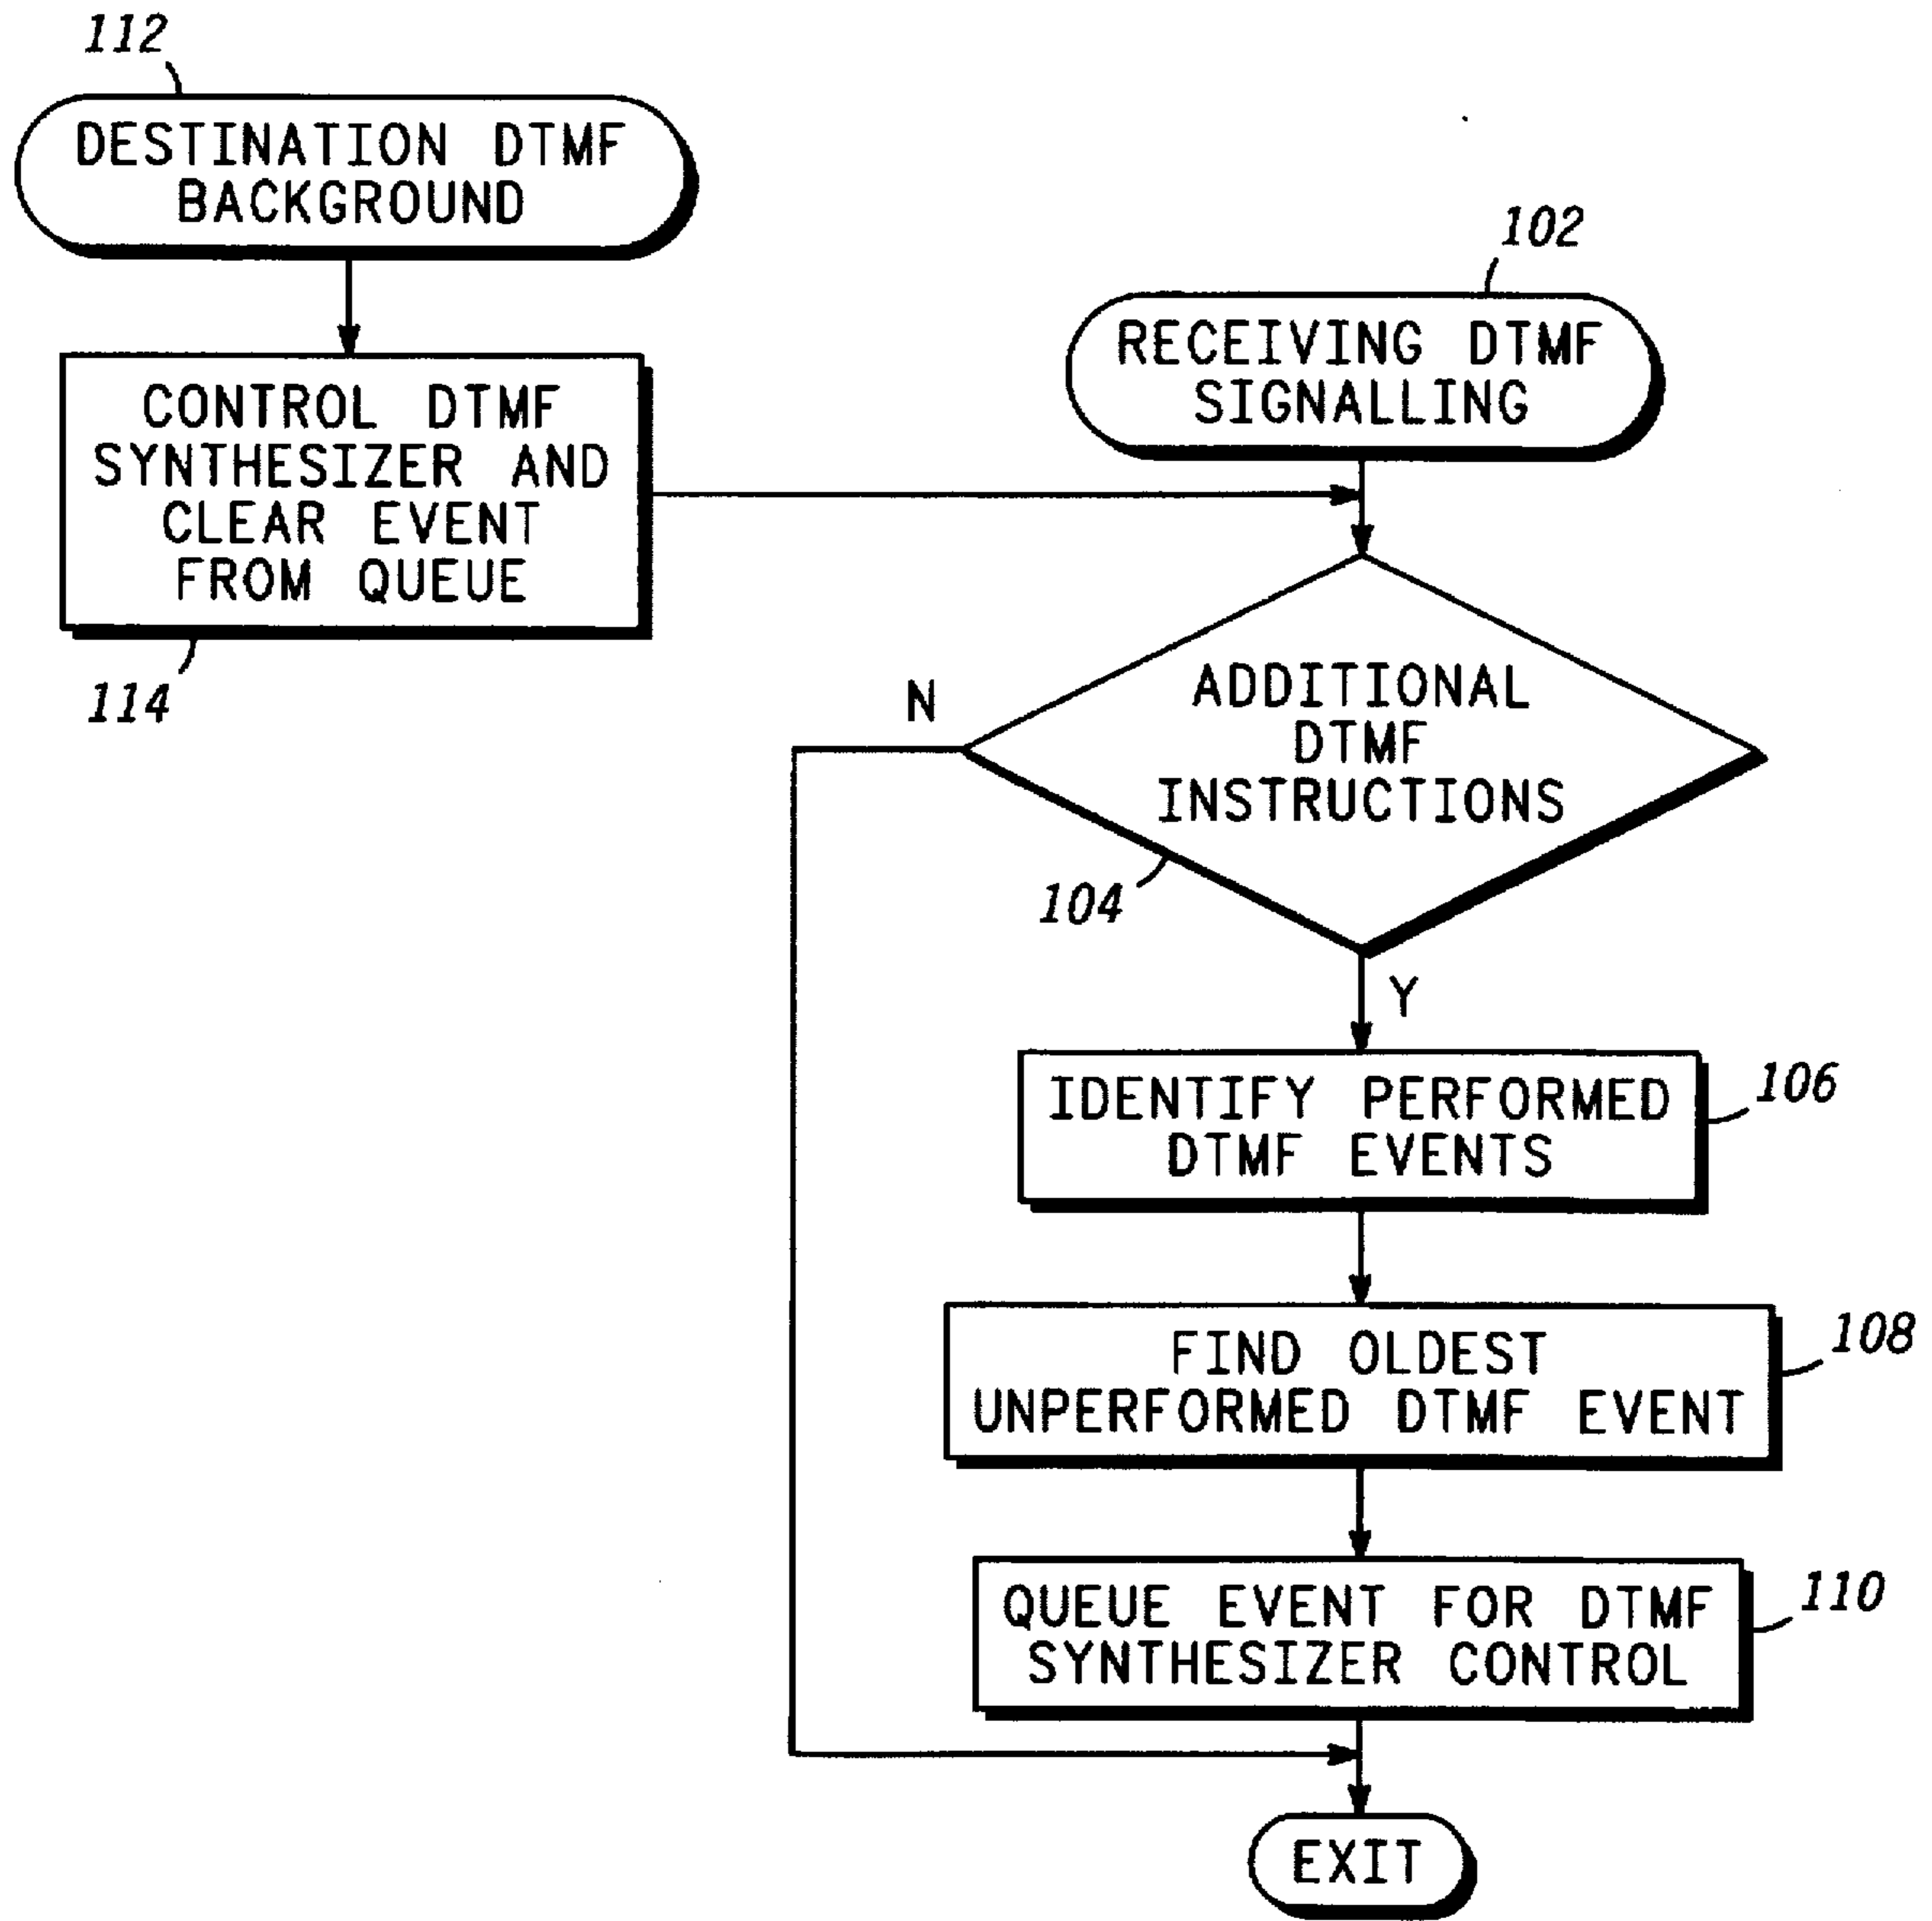 112
DESTINATION DTMF
BACKGROUND
102
RECEIVING DTMF
SIGNALLING
CONTROL DTMF
SYNTHESIZER AND
CLEAR EVENT
FROM QUEUE
114
N
ADDITIONAL
DTMF
INSTRUCTIONS
104
Y
IDENTIFY PERFORMED
DTMF EVENTS
106
FIND OLDEST
UNPERFORMED DTMF EVENT
108
QUEUE EVENT FOR DTMF
SYNTHESIZER CONTROL
110
EXIT